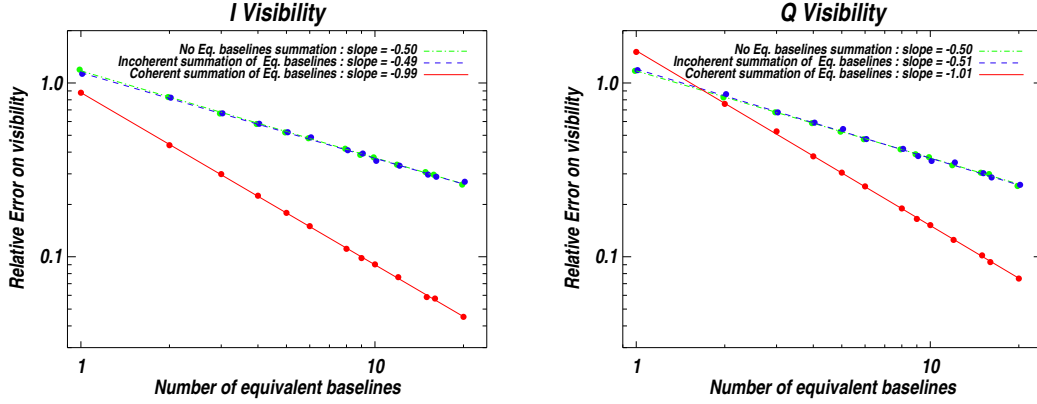 I Visibility
No Eq. baselines summation : slope = -0.50
Incoherent summation of Eq. baselines : slope = -0.49
Coherent summation of Eq. baselines : slope = -0.99
1.0
0.1
Relative Error on visibility
1 10
Number of equivalent baselines
Q Visibility
No Eq. baselines summation : slope = -0.50
Incoherent summation of Eq. baselines : slope = -0.51
Coherent summation of Eq. baselines : slope = -1.01
1.0
0.1
Relative Error on visibility
1 10
Number of equivalent baselines